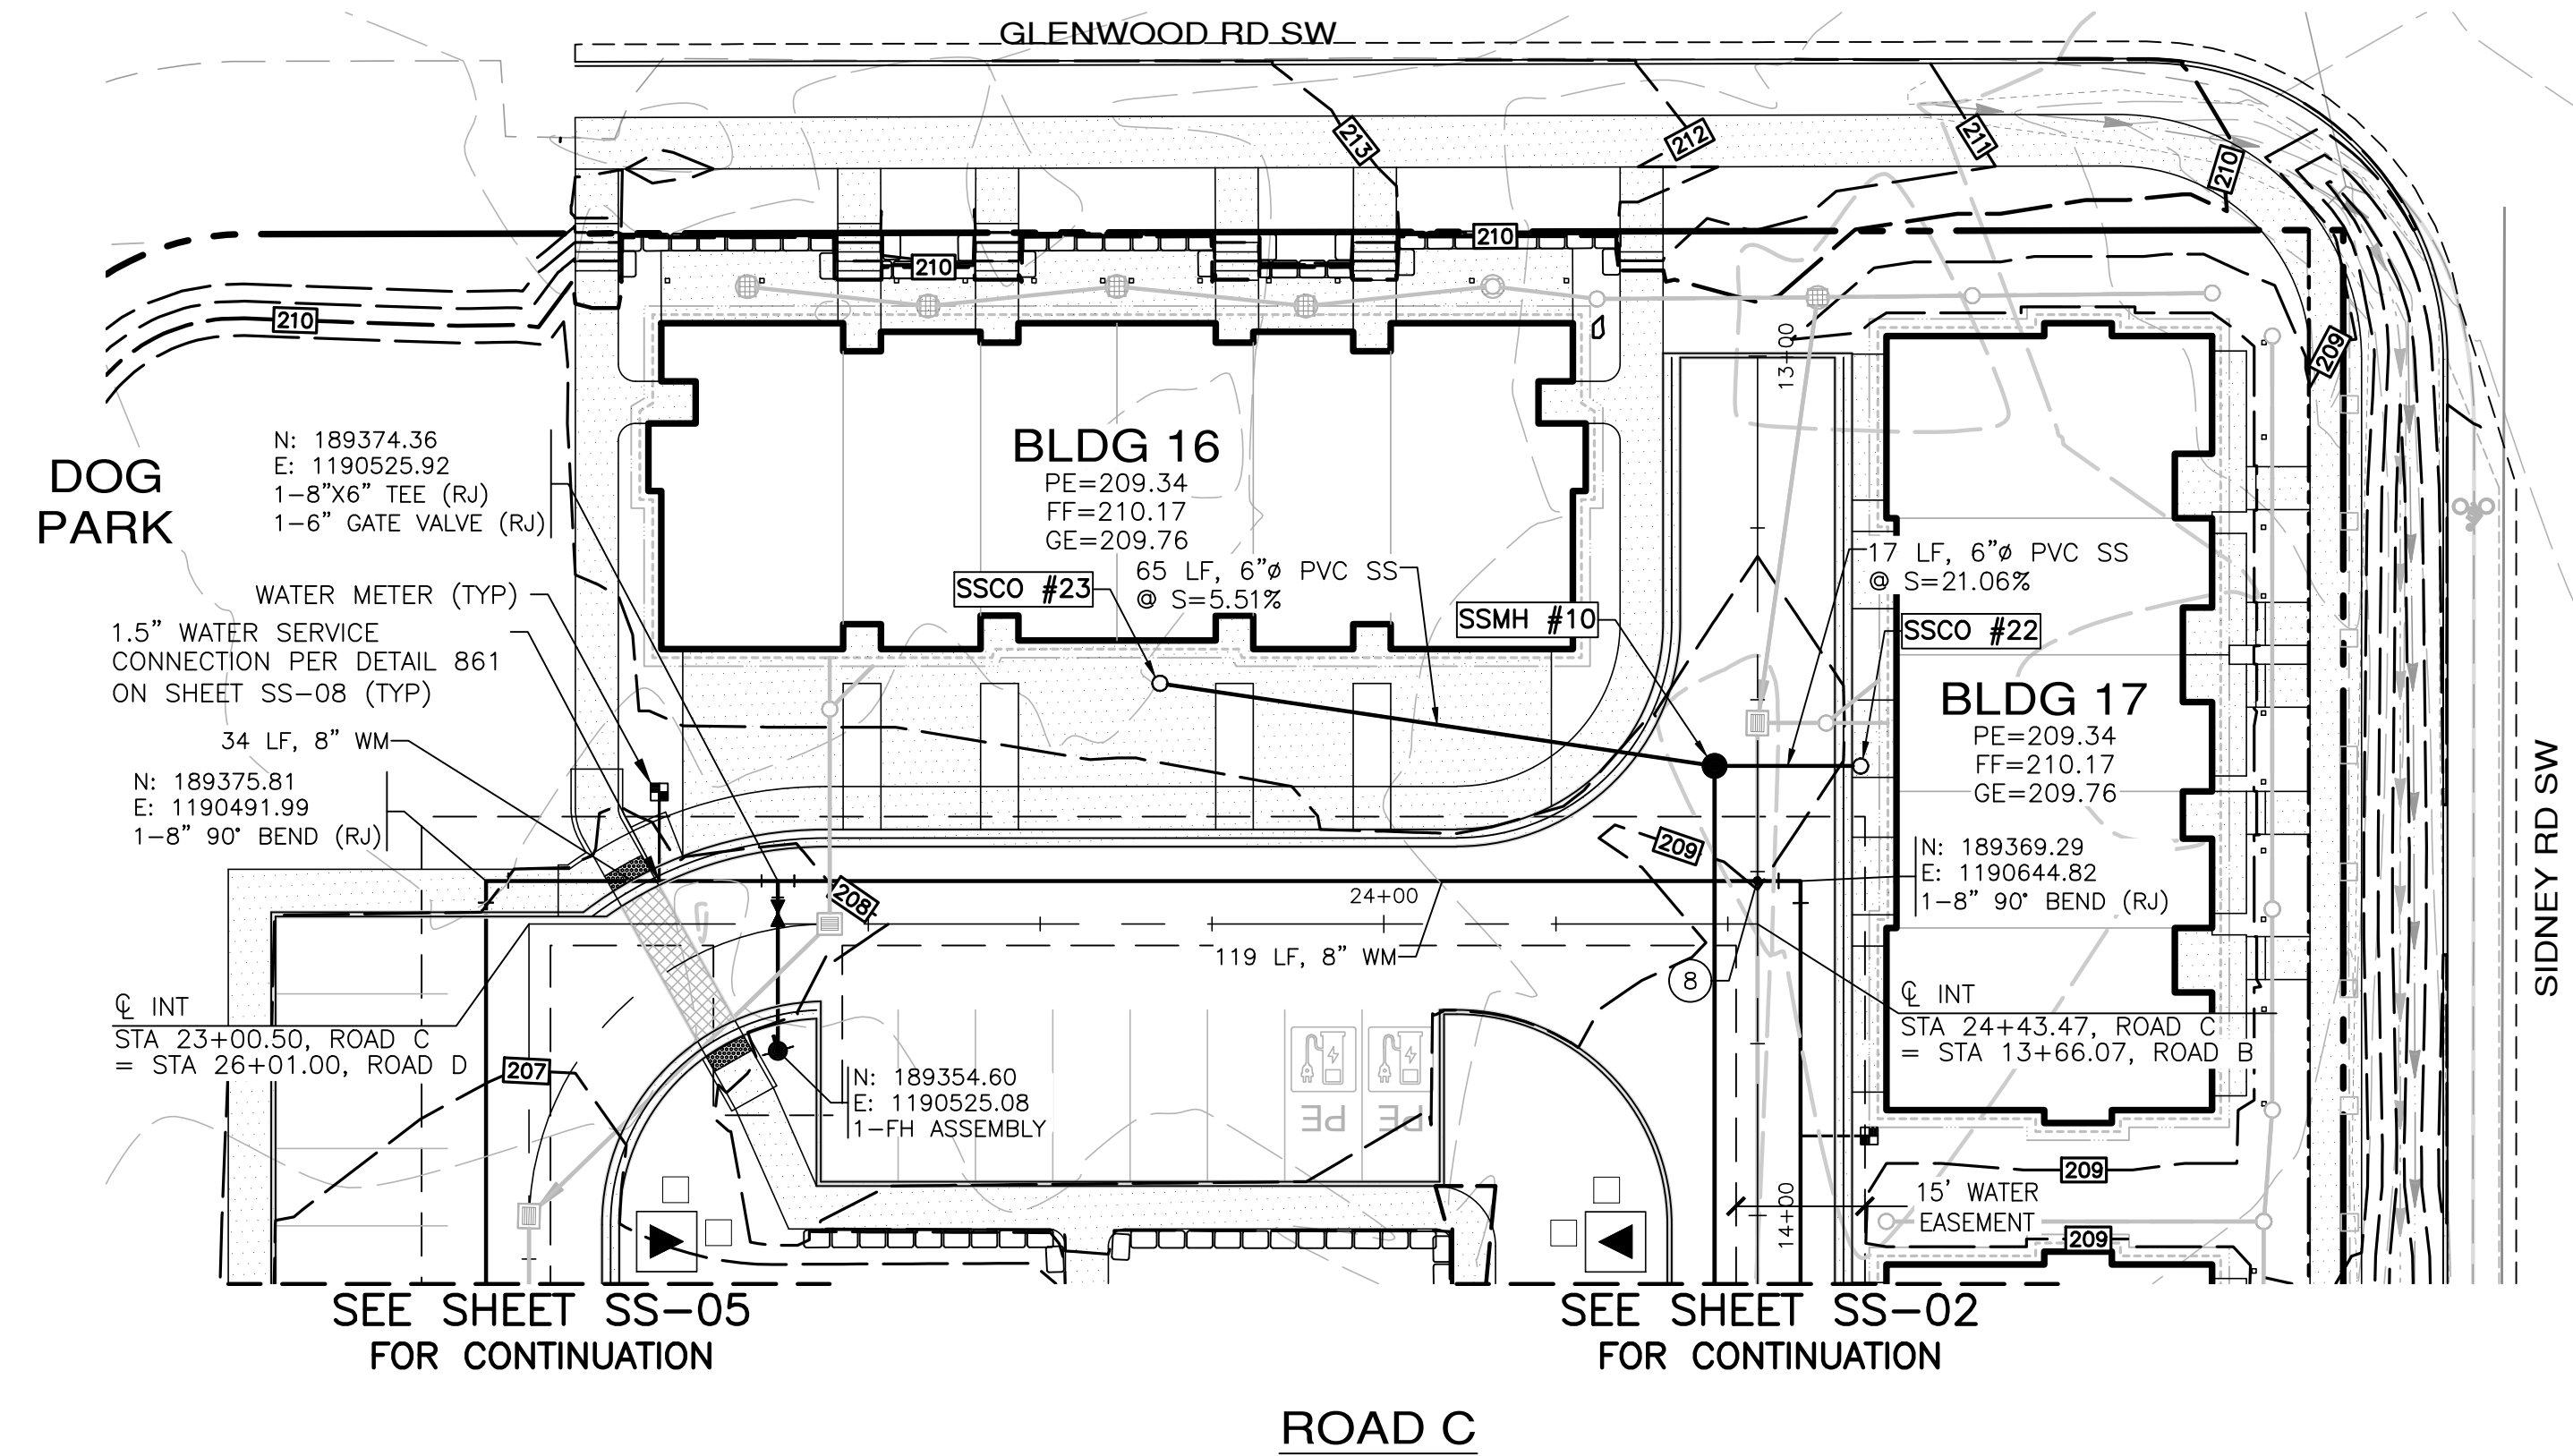 GLENWOOD RD SW
213
212
211
210
210
210
210
209
13+00
DOG
PARK
N: 189374.36
E: 1190525.92
1-8"X6" TEE (RJ)
1-6" GATE VALVE (RJ)
BLDG 16
PE=209.34
FF=210.17
GE=209.76
SSCO #23
65 LF, 6"ø PVC SS
@ S=5.51%
SSMH #10
17 LF, 6"ø PVC SS
@ S=21.06%
SSCO #22
WATER METER (TYP)
1.5" WATER SERVICE
CONNECTION PER DETAIL 861
ON SHEET SS-08 (TYP)
BLDG 17
PE=209.34
FF=210.17
GE=209.76
34 LF, 8" WM
N: 189375.81
E: 1190491.99
1-8" 90° BEND (RJ)
SIDNEY RD SW
209
208
24+00
N: 189369.29
E: 1190644.82
1-8" 90° BEND (RJ)
119 LF, 8" WM
8
℄ INT
STA 23+00.50, ROAD C
= STA 26+01.00, ROAD D
℄ INT
STA 24+43.47, ROAD C
= STA 13+66.07, ROAD B
207
N: 189354.60
E: 1190525.08
1-FH ASSEMBLY
PE
PE
209
14+00
15' WATER
EASEMENT
209
SEE SHEET SS-05
FOR CONTINUATION
SEE SHEET SS-02
FOR CONTINUATION
ROAD C